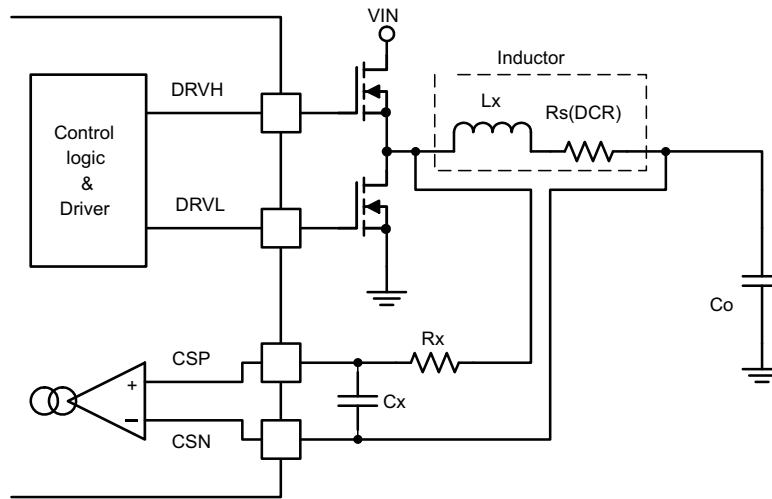 VIN
Inductor
DRVH
Lx
Rs(DCR)
Control
logic
&
Driver
DRVL
Co
Rx
CSP
+
Cx
−
CSN